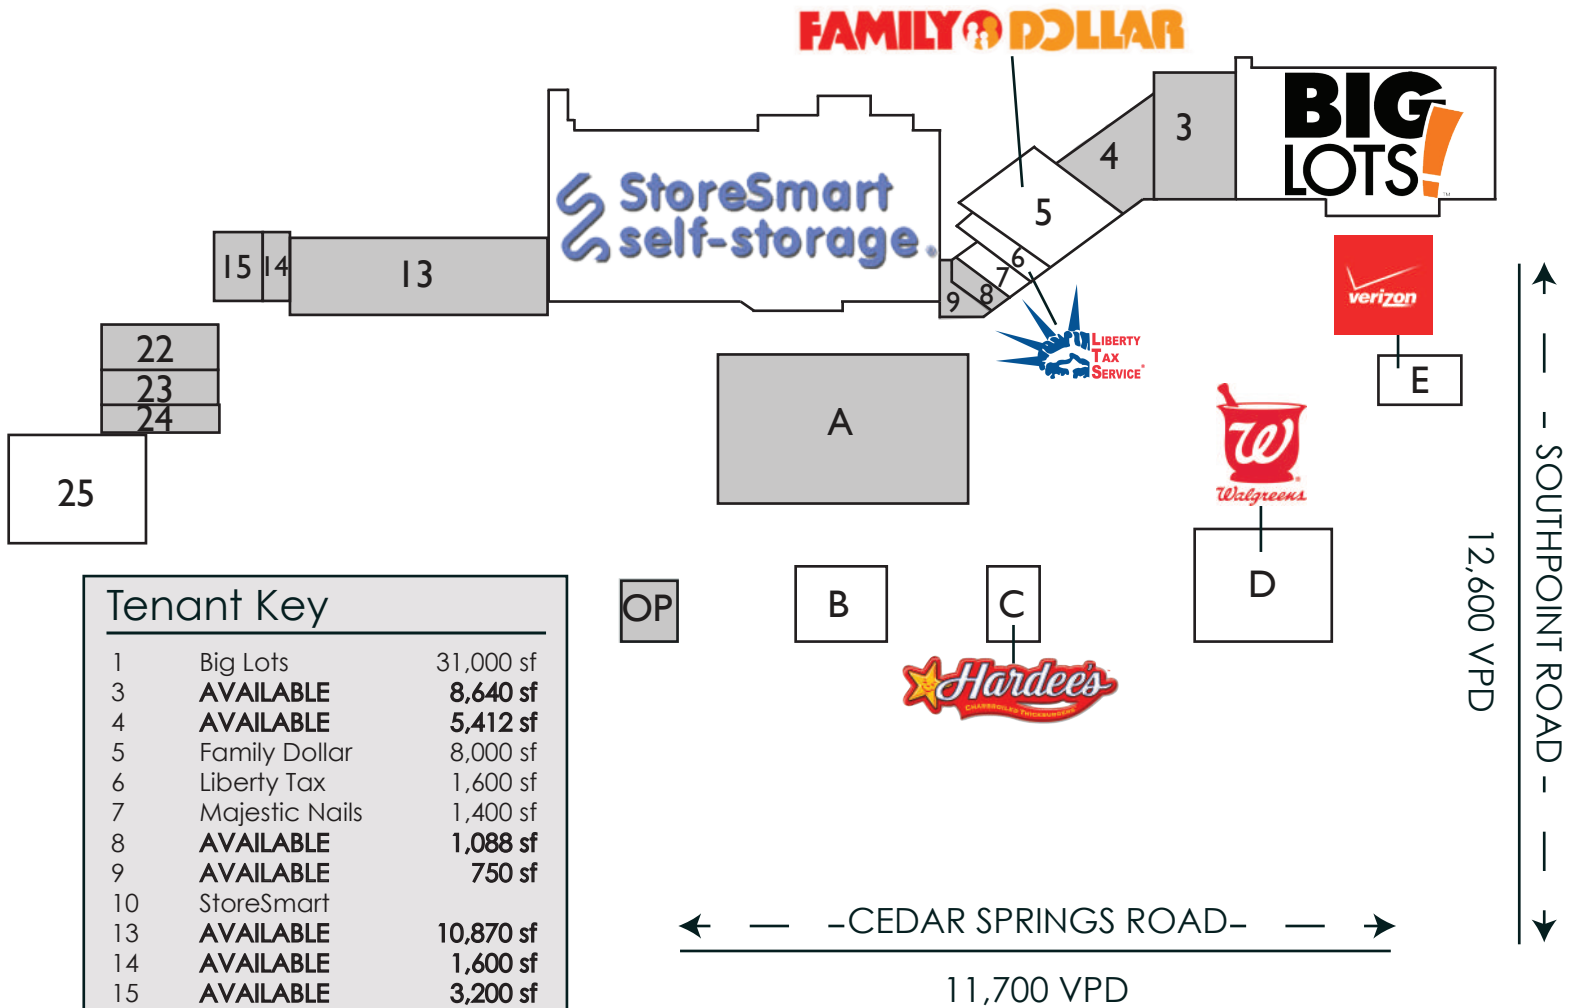 FAMILY DOLLAR
BIG
LOTS!
™
3
4
5
StoreSmart
self-storage®
6
7
8
9
15
14
13
verizon
LIBERTY
TAX
SERVICE®
22
23
24
25
A
E
W
Walgreens
OP
B
C
D
Hardee's
CHARBROILED THICKBURGERS
SOUTHPOINT ROAD
12,600 VPD
Tenant Key
1 Big Lots 31,000 sf
3 AVAILABLE 8,640 sf
4 AVAILABLE 5,412 sf
5 Family Dollar 8,000 sf
6 Liberty Tax 1,600 sf
7 Majestic Nails 1,400 sf
8 AVAILABLE 1,088 sf
9 AVAILABLE 750 sf
10 StoreSmart
13 AVAILABLE 10,870 sf
14 AVAILABLE 1,600 sf
15 AVAILABLE 3,200 sf
CEDAR SPRINGS ROAD
11,700 VPD